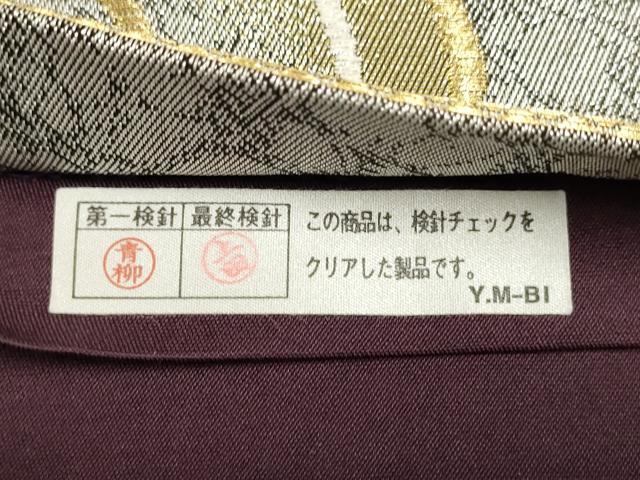 第一検針 最終検針
青柳
この商品は、検針チェックを
クリアした製品です。
Y.M-BI